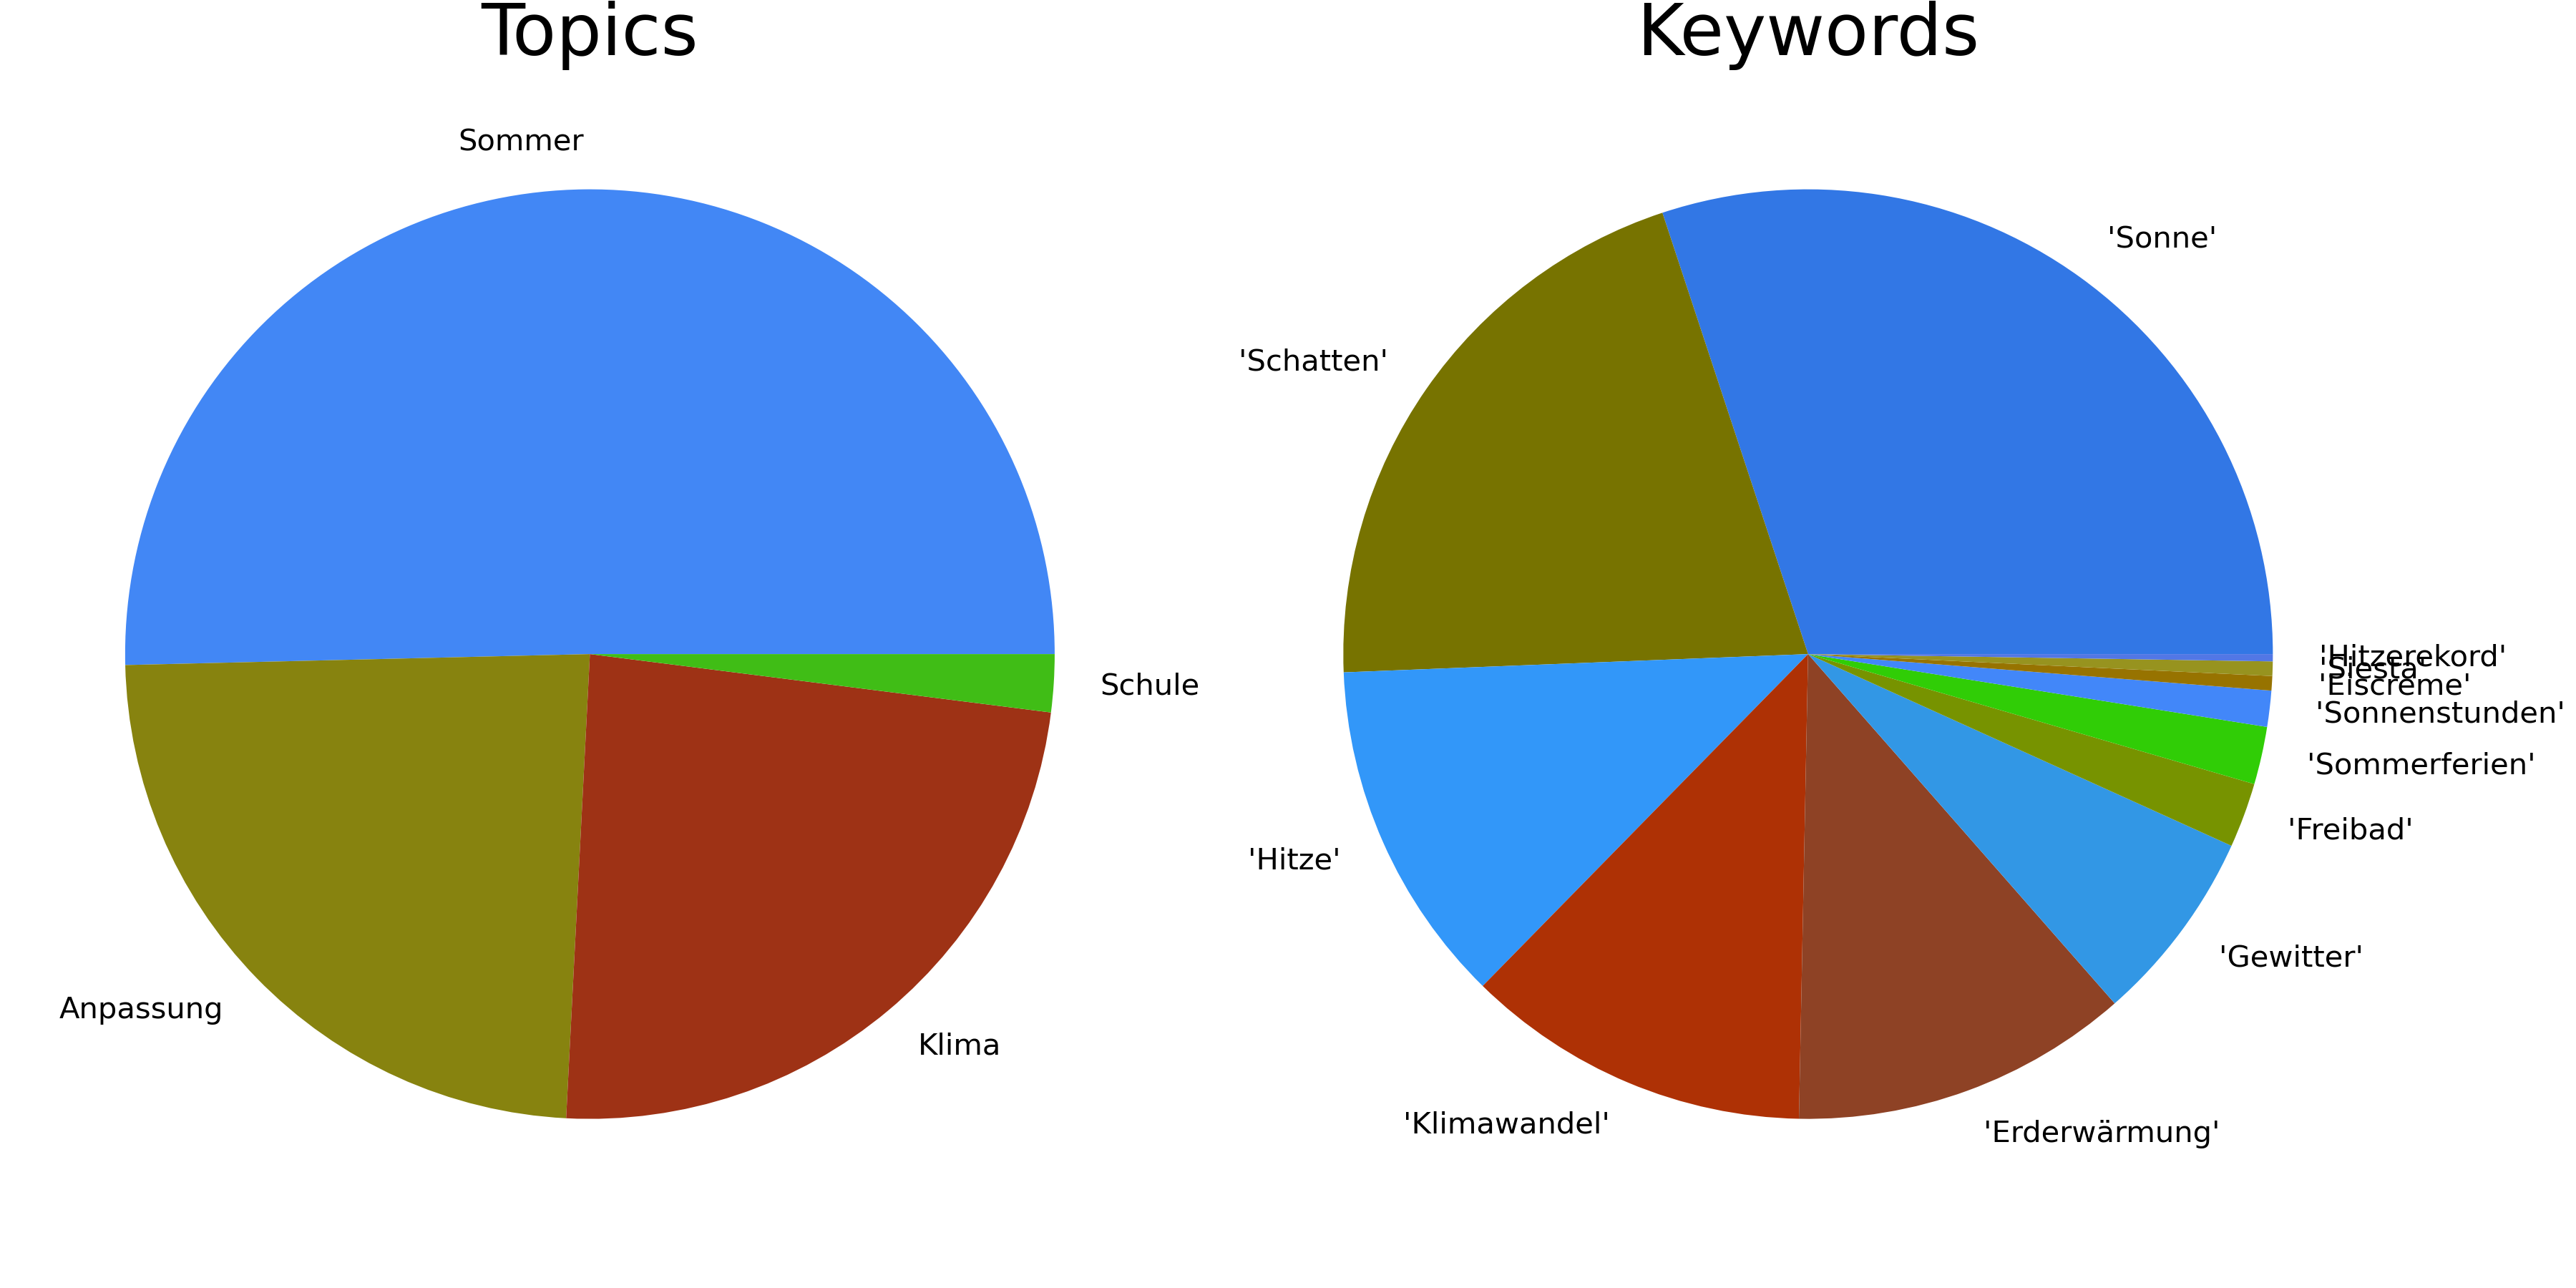 Topics
Sommer
Anpassung
Klima
Schule
Keywords
'Sonne'
'Schatten'
'Hitze'
'Klimawandel'
'Erderwärmung'
'Gewitter'
'Freibad'
'Sommerferien'
'Sonnenstunden'
'Eiscreme'
'Siesta'
'Hitzerekord'